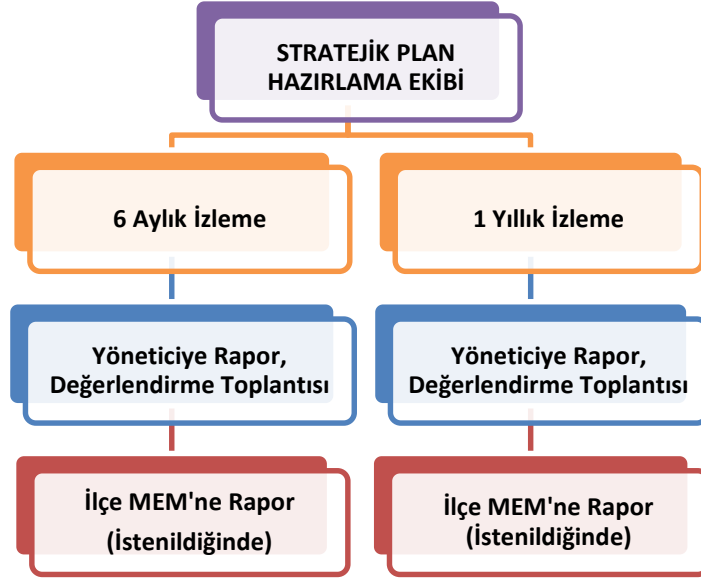 STRATEJİK PLAN
HAZIRLAMA EKİBİ
6 Aylık İzleme
1 Yıllık İzleme
Yöneticiye Rapor,
Değerlendirme Toplantısı
Yöneticiye Rapor,
Değerlendirme Toplantısı
İlçe MEM'ne Rapor
(İstenildiğinde)
İlçe MEM'ne Rapor
(İstenildiğinde)